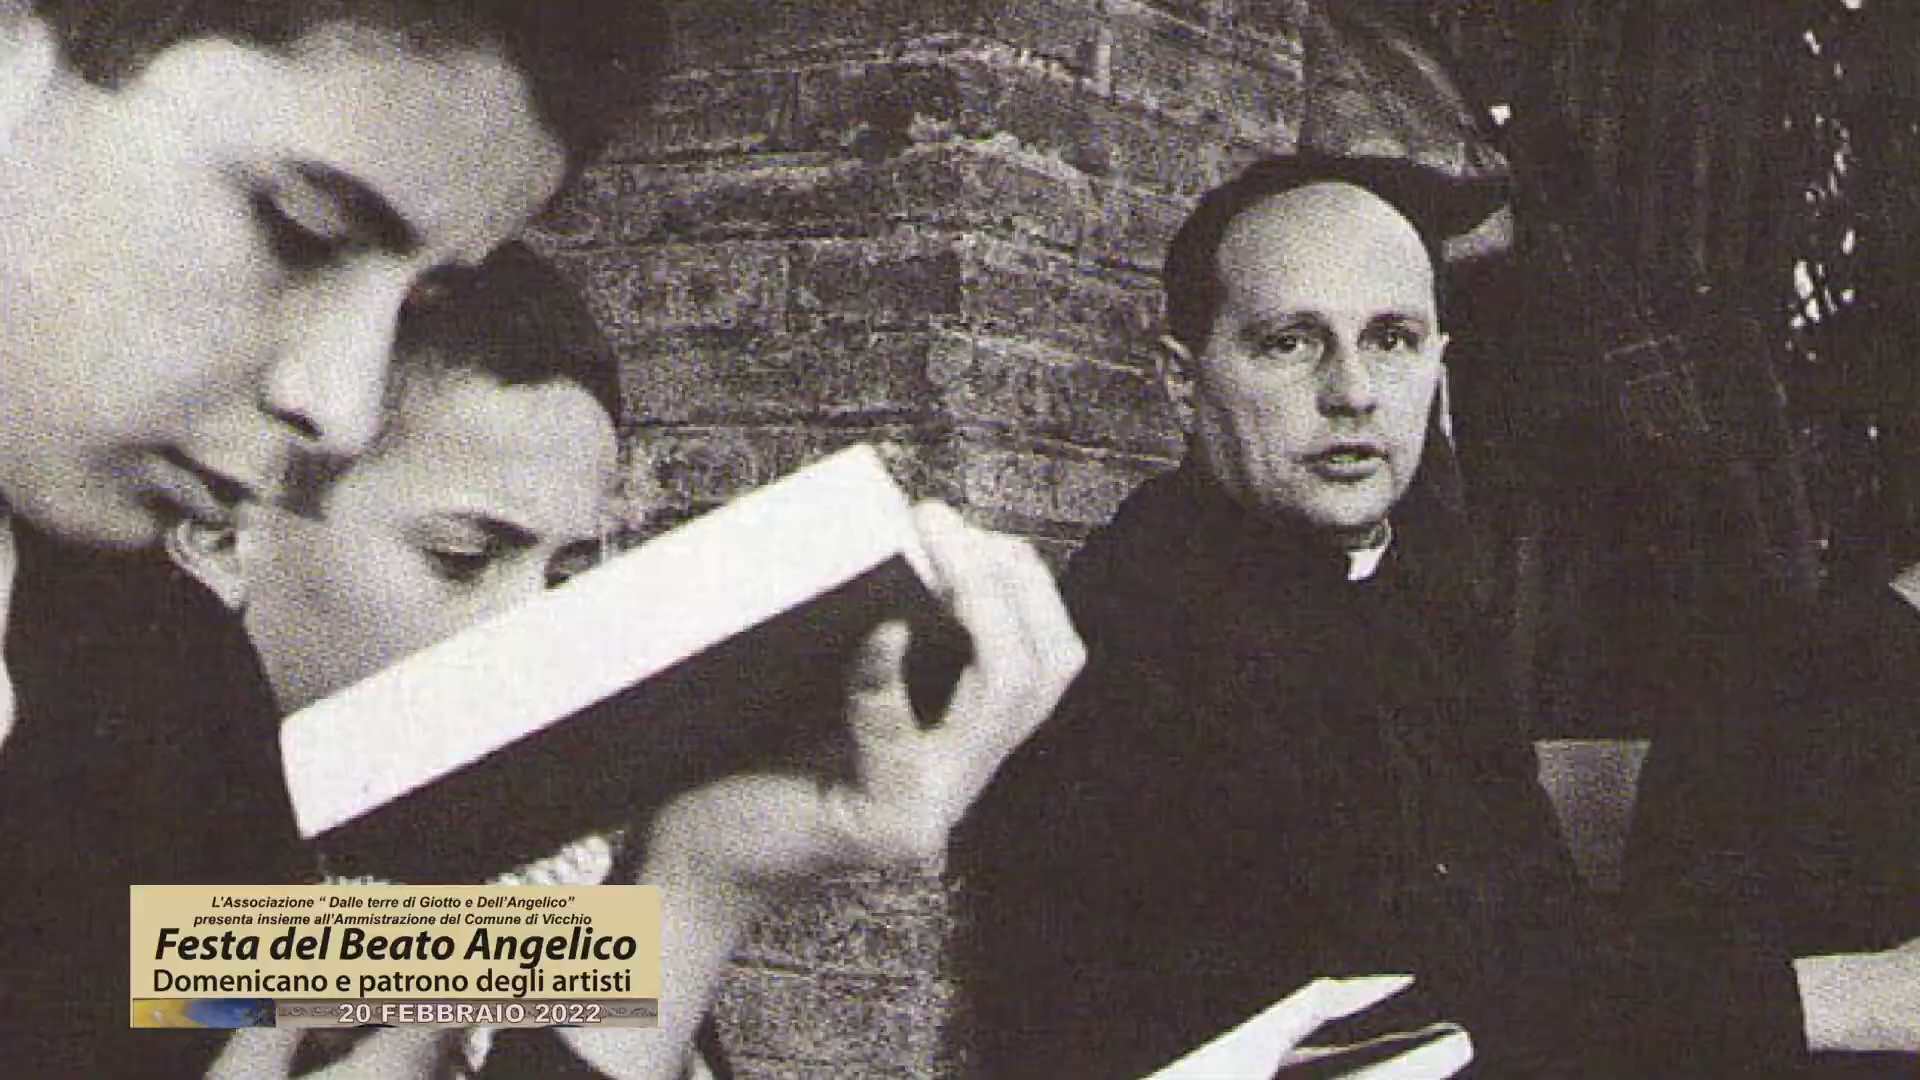 L'Associazione “ Dalle terre di Giotto e Dell'Angelico”
presenta insieme all'Ammistrazione del Comune di Vicchio
Festa del Beato Angelico
Domenicano e patrono degli artisti
20 FEBBRAIO 2022